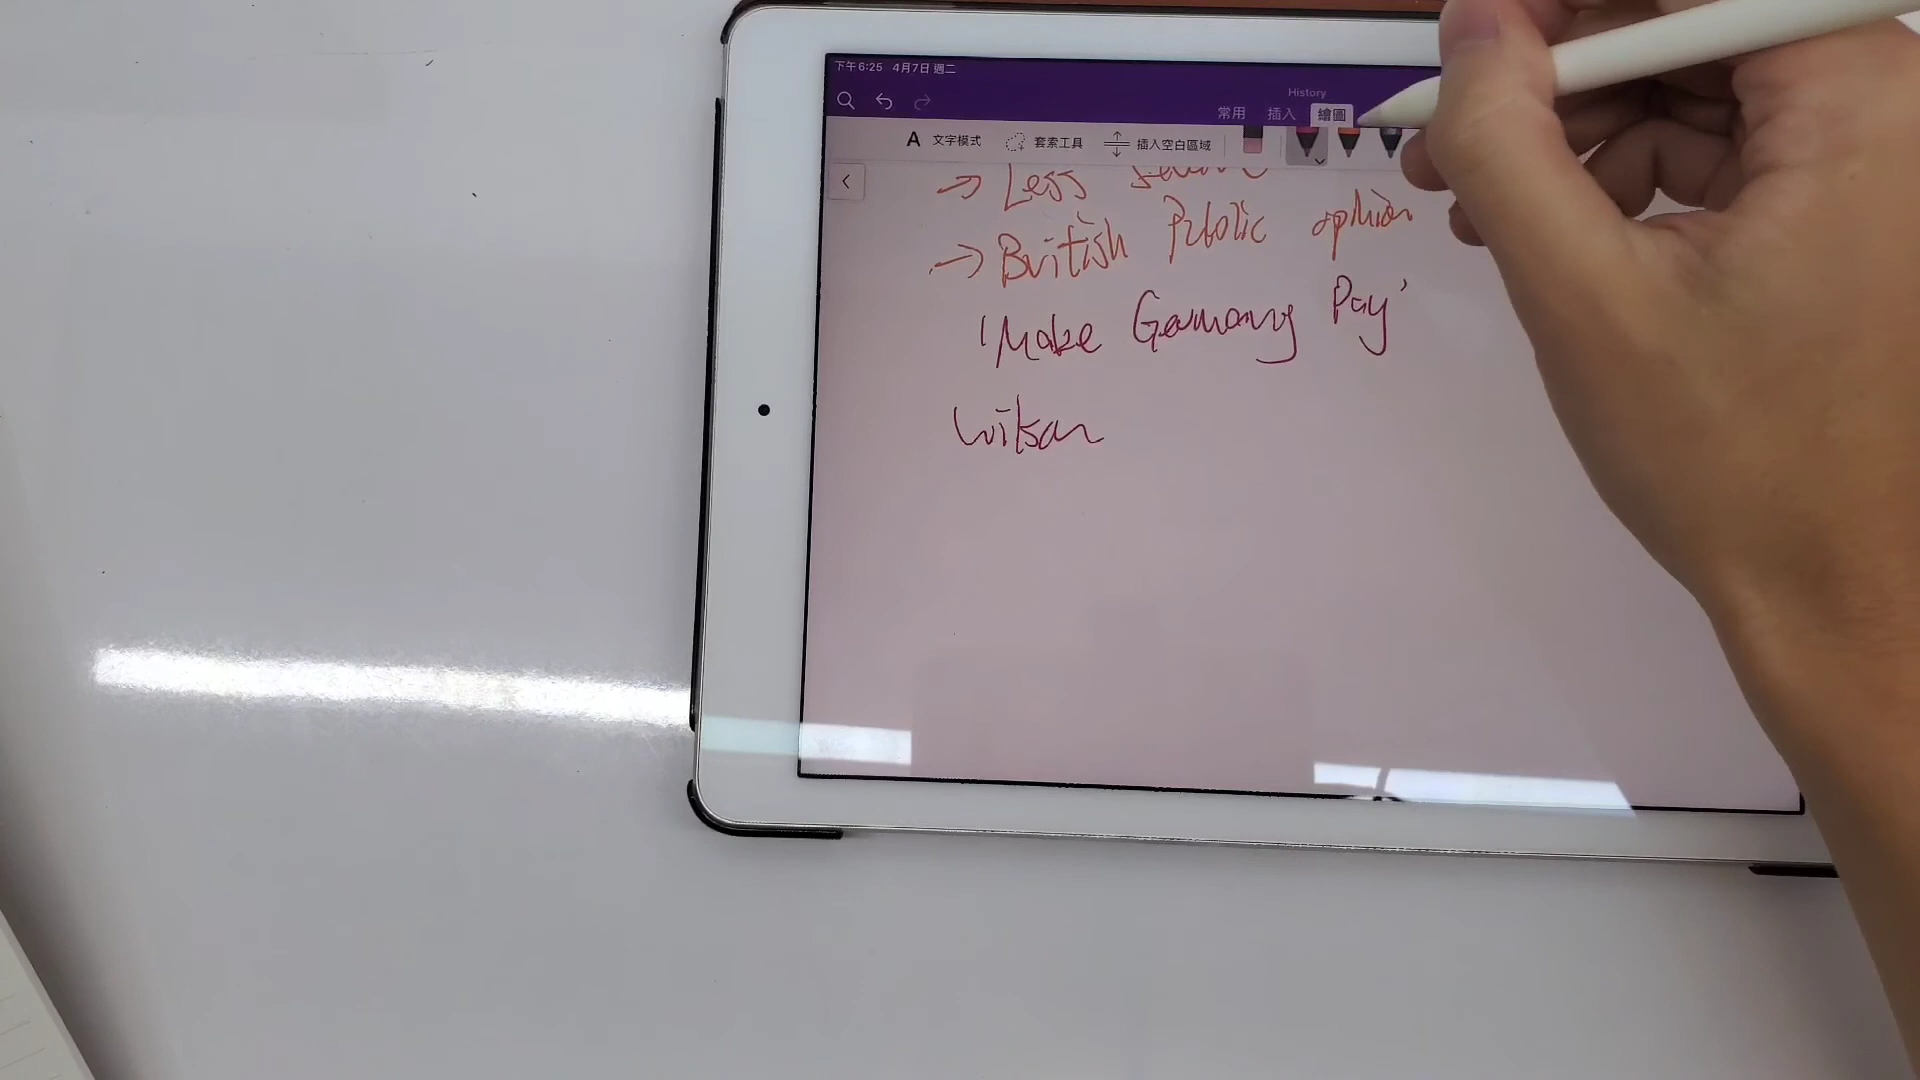 下午6:25 4月7日 週二
History
常用 插入 繪圖
A 文字模式 套索工具 插入空白區域
→ Less
→ British Public opinion
'Make Germany Pay'
Wilson